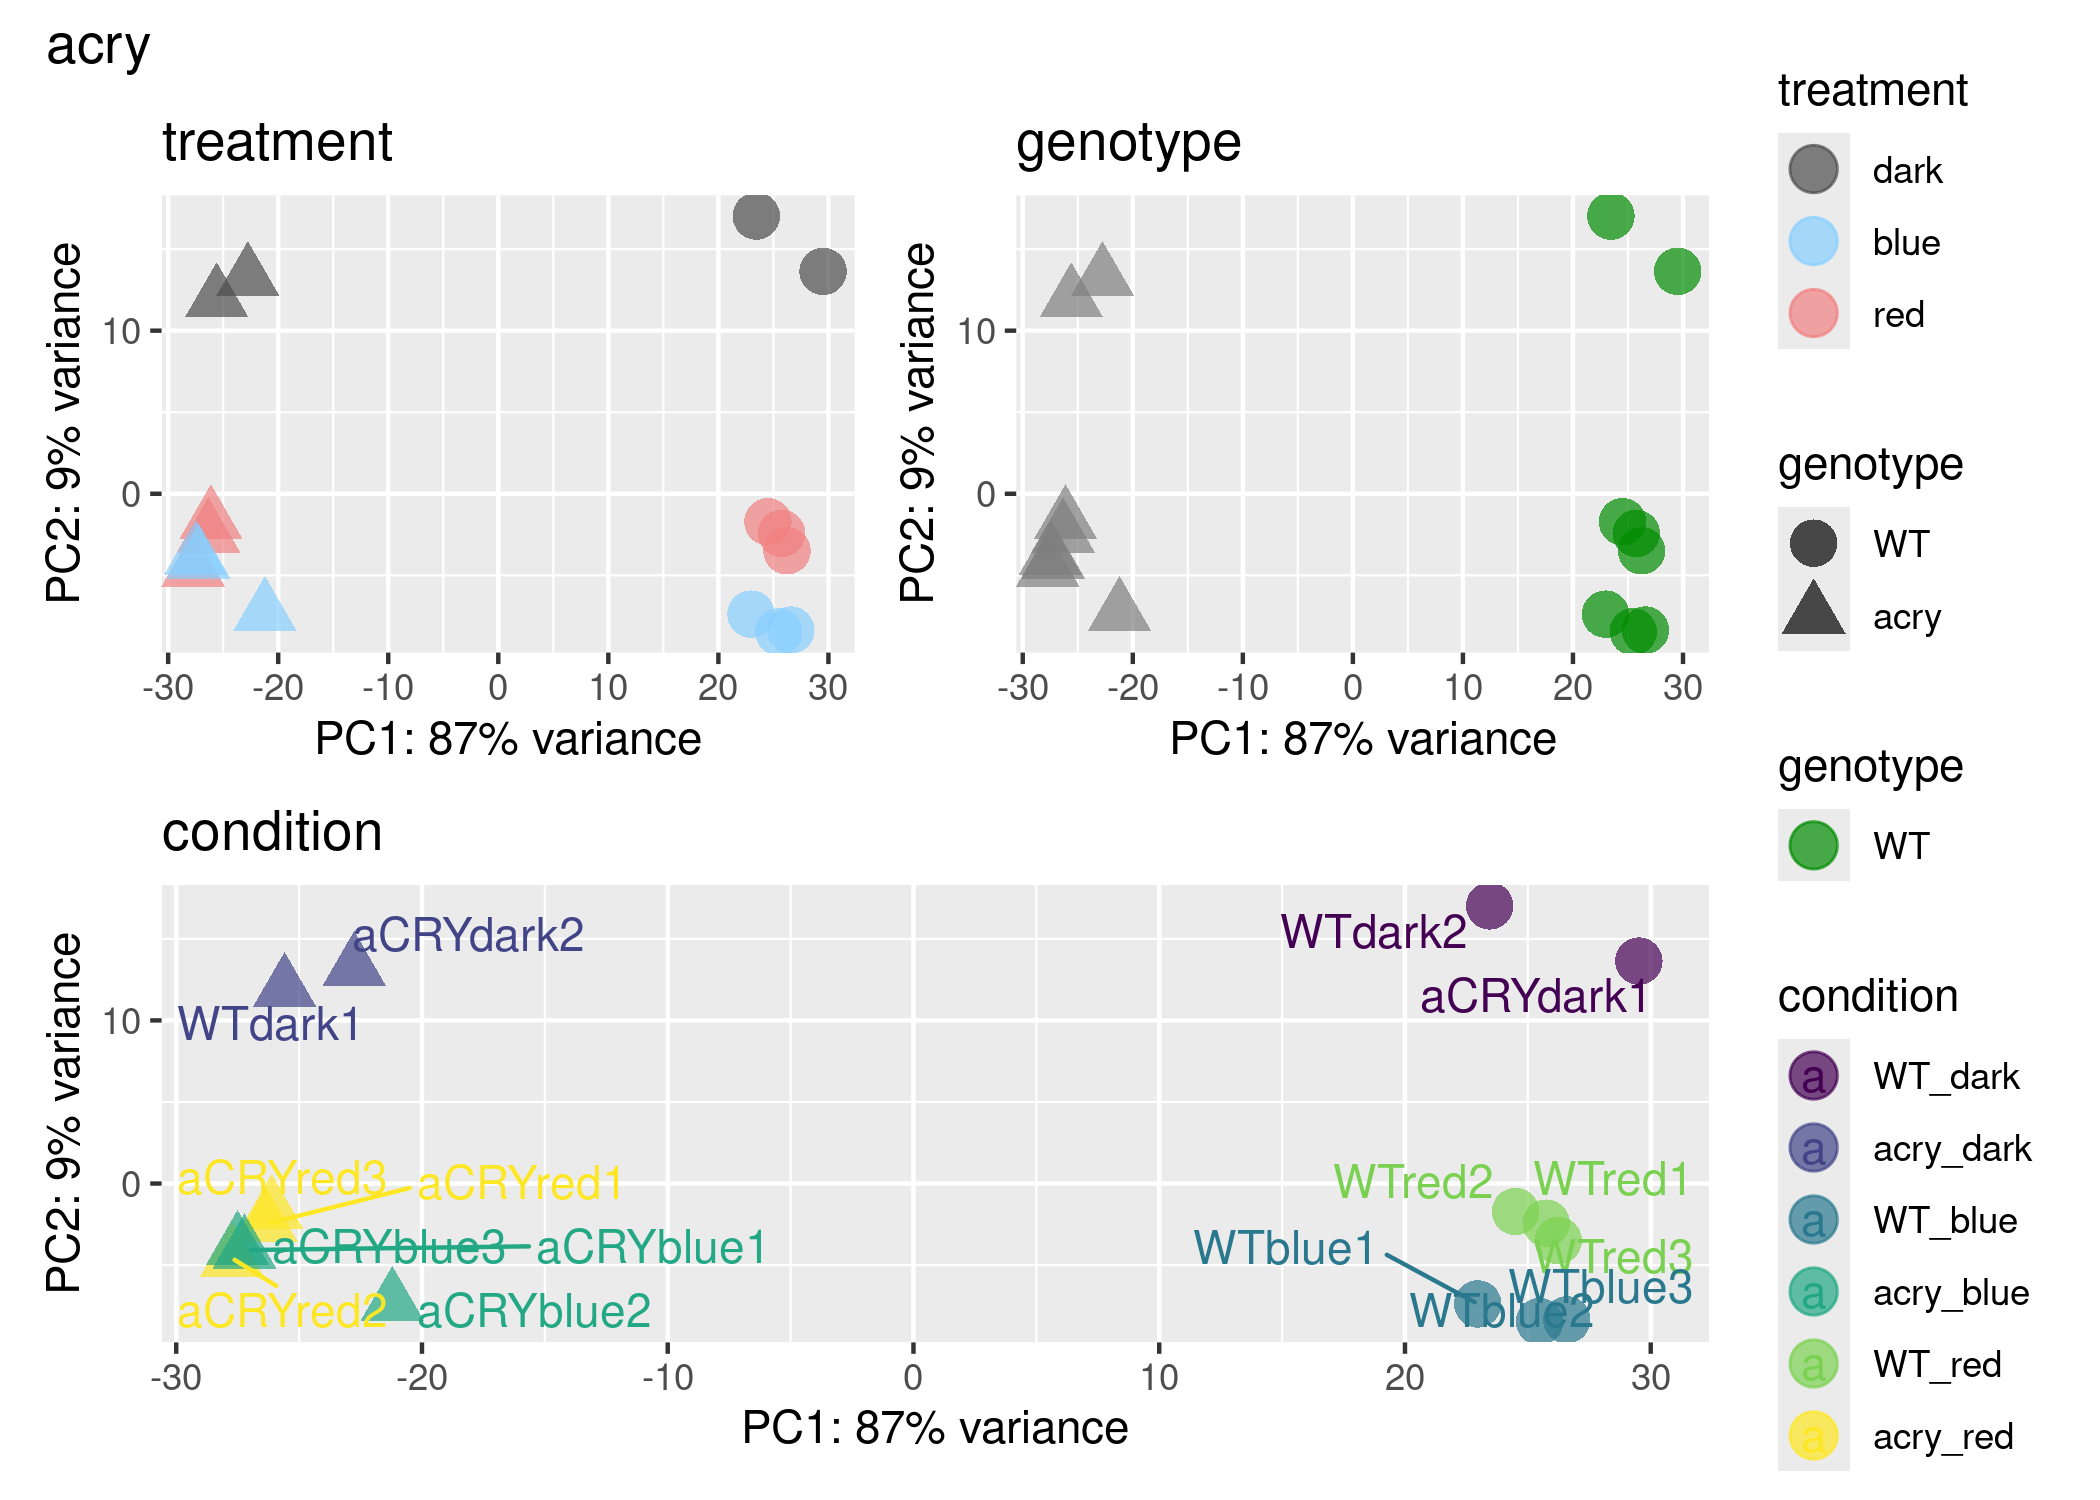 acry
treatment
PC2: 9% variance
10
0
-30 -20 -10 0 10 20 30
PC1: 87% variance
genotype
PC2: 9% variance
10
0
-30 -20 -10 0 10 20 30
PC1: 87% variance
condition
PC2: 9% variance
10
0
aCRYdark2
WTdark1
WTdark2
aCRYdark1
aCRYred3
aCRYred1
aCRYblue3
aCRYblue1
aCRYred2
aCRYblue2
WTred2
WTred1
WTblue1
WTred3
WTblue3
WTblue2
-30 -20 -10 0 10 20 30
PC1: 87% variance
treatment
dark
blue
red
genotype
WT
acry
genotype
WT
condition
a WT_dark
a acry_dark
a WT_blue
a acry_blue
a WT_red
a acry_red